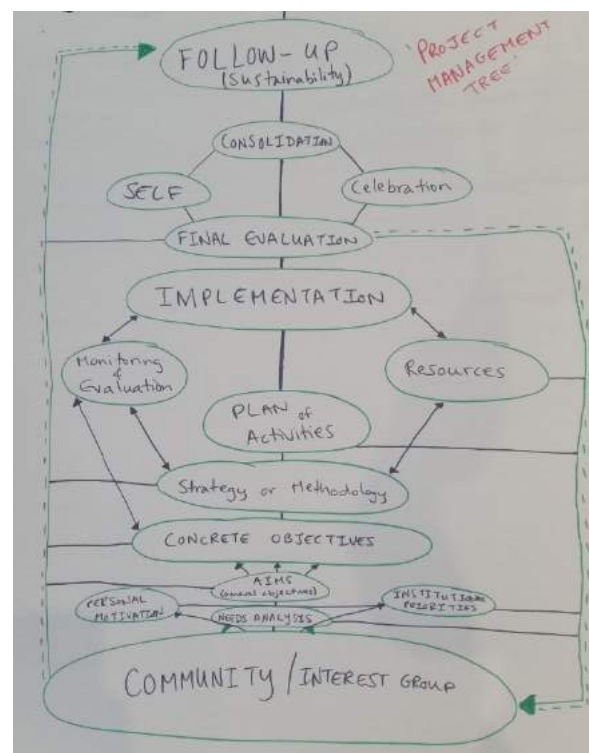 'PROJECT
MANAGEMENT
TREE'
FOLLOW-UP
(Sustainability)
CONSOLIDATION
SELF
Celebration
FINAL EVALUATION
IMPLEMENTATION
Monitoring
&
Evaluation
Resources
PLAN of
Activities
Strategy or Methodology
CONCRETE OBJECTIVES
AIMS
(general objectives)
PERSONAL
MOTIVATION
INSTITUTIONAL
PRIORITIES
NEEDS ANALYSIS
COMMUNITY / INTEREST GROUP